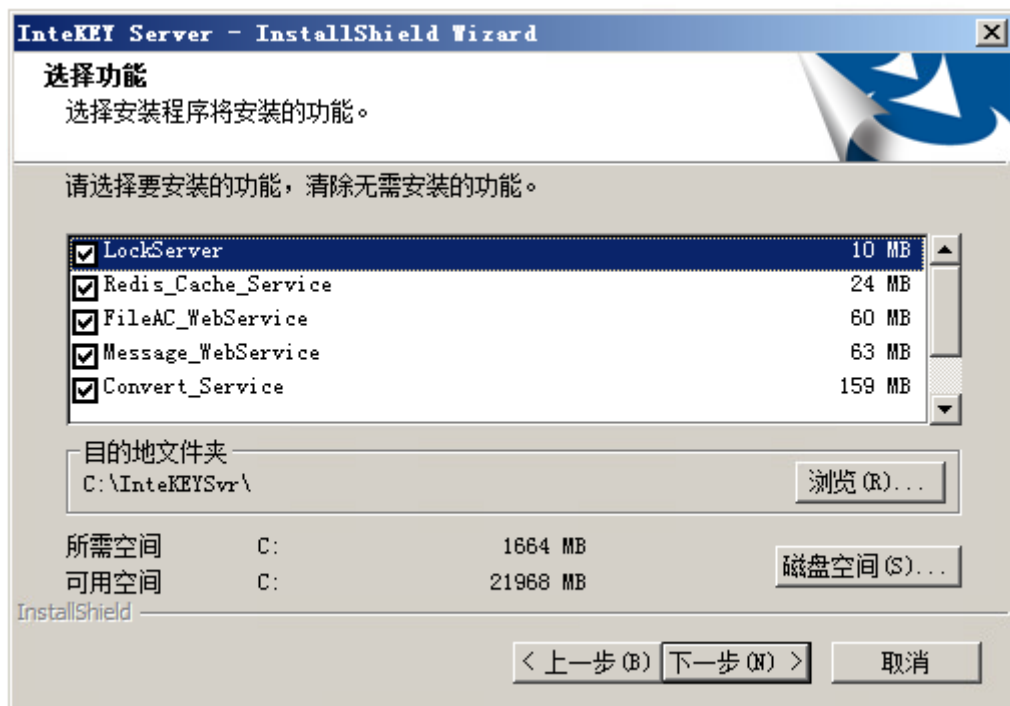 InteKEY Server - InstallShield Wizard
选择功能
选择安装程序将安装的功能。
请选择要安装的功能，清除无需安装的功能。
LockServer 10 MB
Redis_Cache_Service 24 MB
FileAC_WebService 60 MB
Message_WebService 63 MB
Convert_Service 159 MB
目的地文件夹
C:\InteKEYSvr\ 浏览(R)...
所需空间 C: 1664 MB
可用空间 C: 21968 MB
磁盘空间(S)...
InstallShield
< 上一步(B) 下一步(N) > 取消